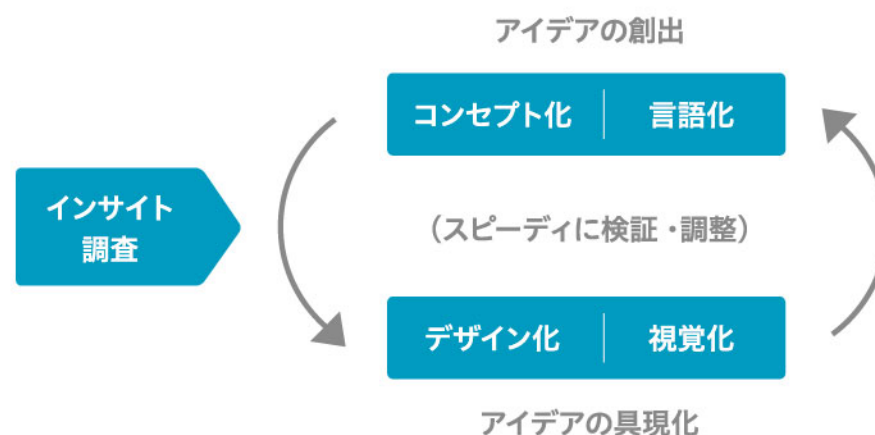 アイデアの創出
コンセプト化 言語化
インサイト
調査
（スピーディに検証・調整）
デザイン化 視覚化
アイデアの具現化